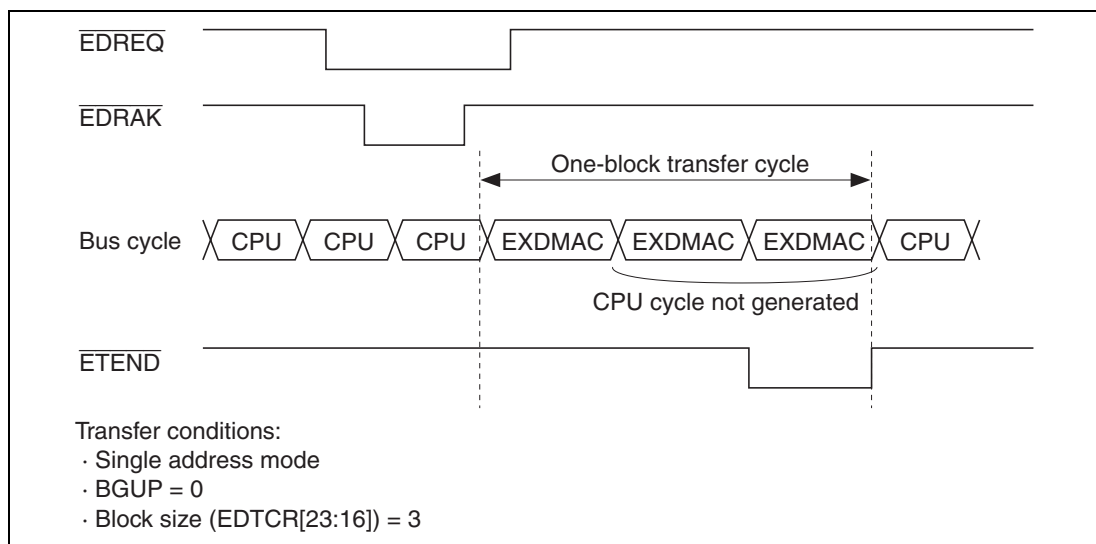 EDREQ
EDRAK
One-block transfer cycle
Bus cycle CPU CPU CPU EXDMAC EXDMAC EXDMAC CPU
CPU cycle not generated
ETEND
Transfer conditions:
· Single address mode
· BGUP = 0
· Block size (EDTCR[23:16]) = 3